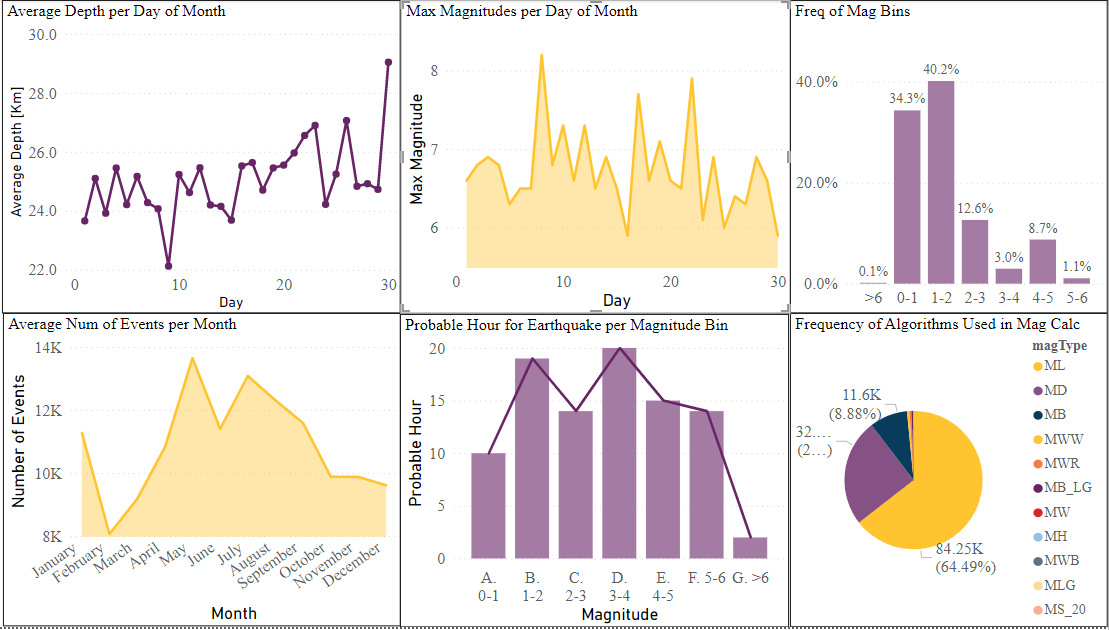 Average Depth per Day of Month
30.0
28.0
26.0
24.0
22.0
Average Depth [Km]
0
10
20
30
Day
Max Magnitudes per Day of Month
8
7
6
Max Magnitude
0
10
20
30
Day
Freq of Mag Bins
40.0%
20.0%
0.0%
0.1%
34.3%
40.2%
12.6%
3.0%
8.7%
1.1%
>6
0-1
1-2
2-3
3-4
4-5
5-6
Average Num of Events per Month
14K
12K
10K
8K
Number of Events
January
February
March
April
May
June
July
August
September
October
November
December
Month
Probable Hour for Earthquake per Magnitude Bin
20
15
10
5
0
Probable Hour
A.
0-1
B.
1-2
C.
2-3
D.
3-4
E.
4-5
F. 5-6
G. >6
Magnitude
Frequency of Algorithms Used in Mag Calc
11.6K
(8.88%)
32....
(2...)
84.25K
(64.49%)
magType
ML
MD
MB
MWW
MWR
MB_LG
MW
MH
MWB
MLG
MS_20